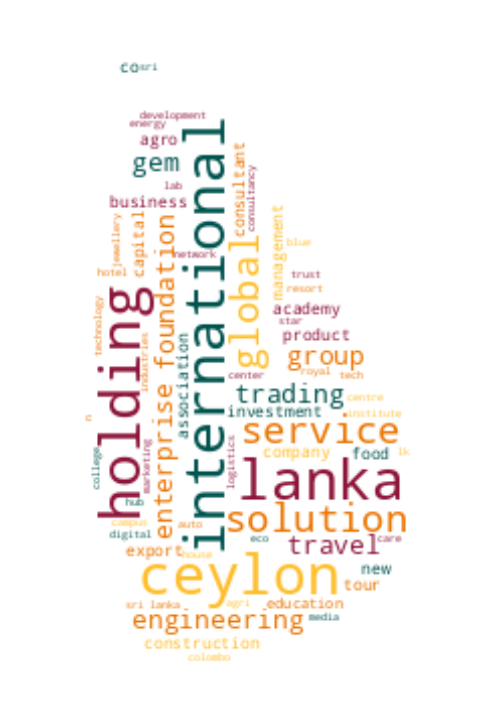 co sri
development
energy
agro
gem
lab
business
international
consultant
consultancy
jewellery
capital
enterprise foundation
network
hotel
global
management
blue
trust
resort
academy
star
product
technology
holding
industries
association
center
group
royal tech
trading
centre
investment
institute
n
service
college
marketing
logistics
company
food
lk
lanka
hub
solution
campus
auto
digital
eco
travel
care
export
house
ceylon
new
tour
sri lanka
agri
education
engineering
media
construction
colombo